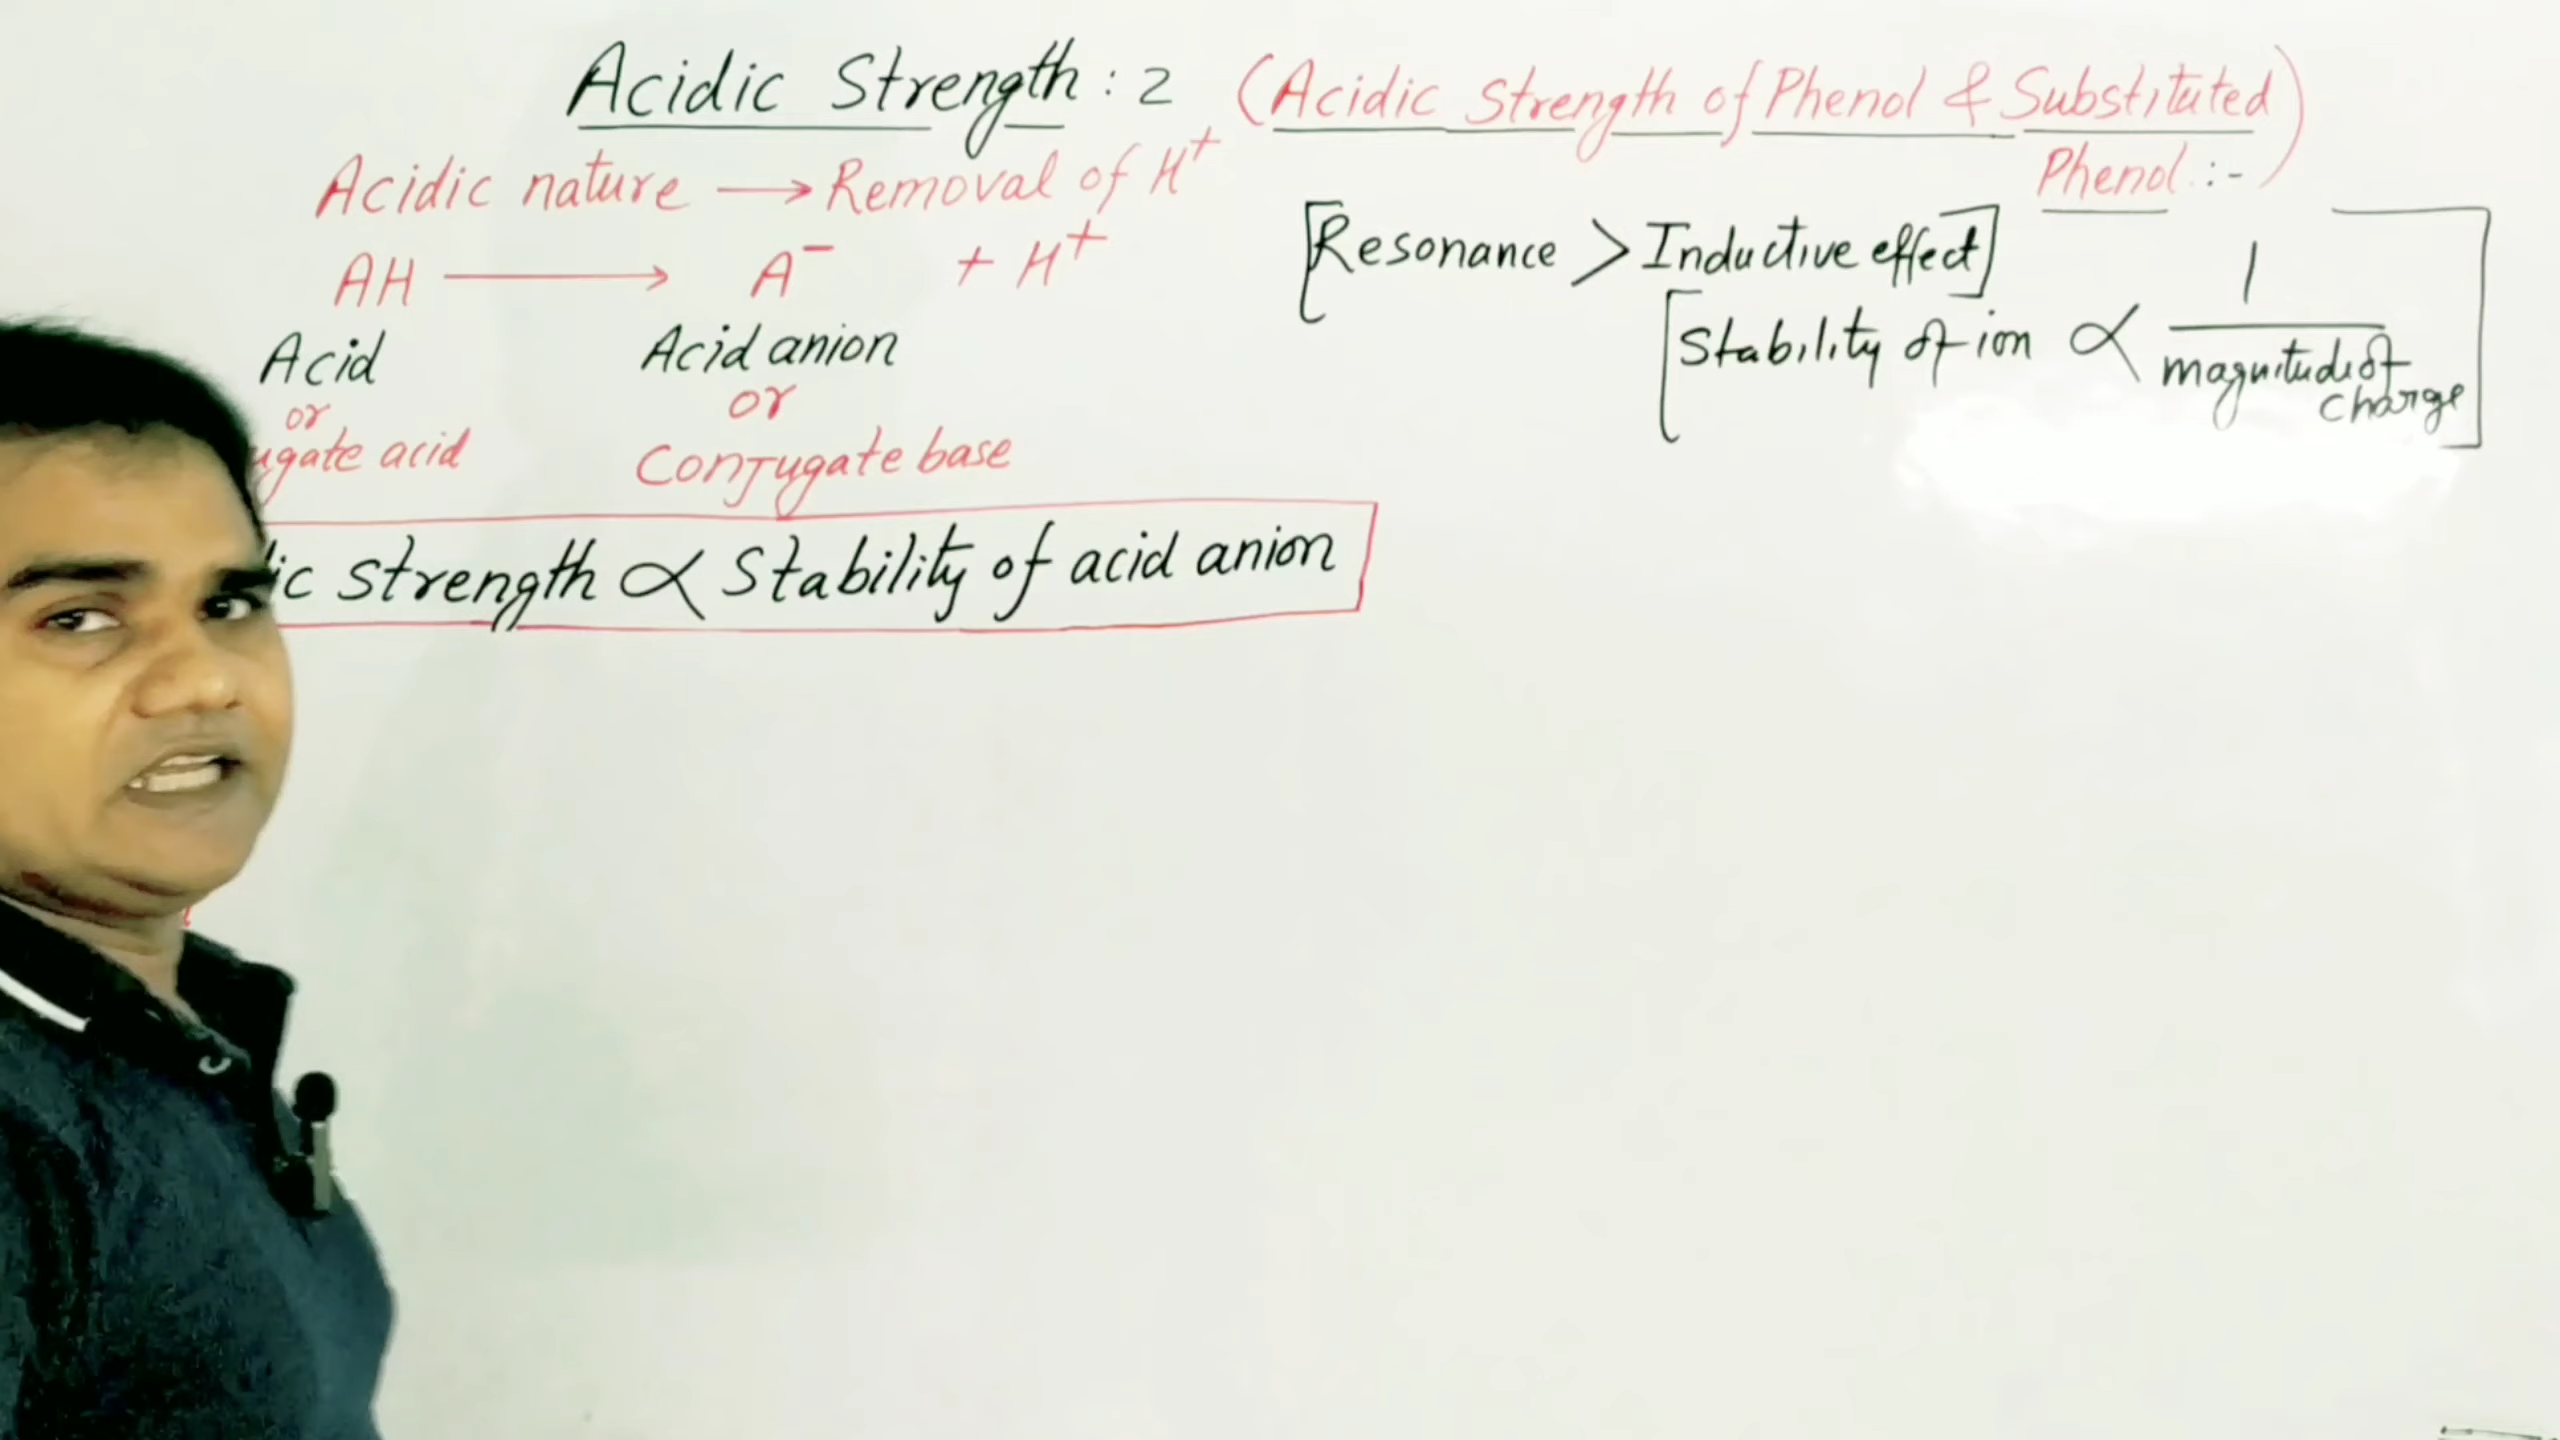 Acidic Strength : 2 (Acidic Strength of Phenol & Substituted Phenol :-)
Acidic nature → Removal of H⁺
AH → A⁻ + H⁺
Acid
or
ugate acid
Acid anion
or
Conjugate base
ic strength ∝ Stability of acid anion
[Resonance > Inductive effect]
[Stability of ion ∝ 1
magnitude of
charge]